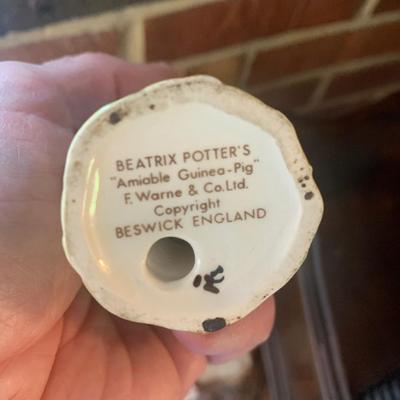 BEATRIX POTTER'S
"Amiable Guinea-Pig"
F. Warne & Co. Ltd.
Copyright
BESWICK ENGLAND